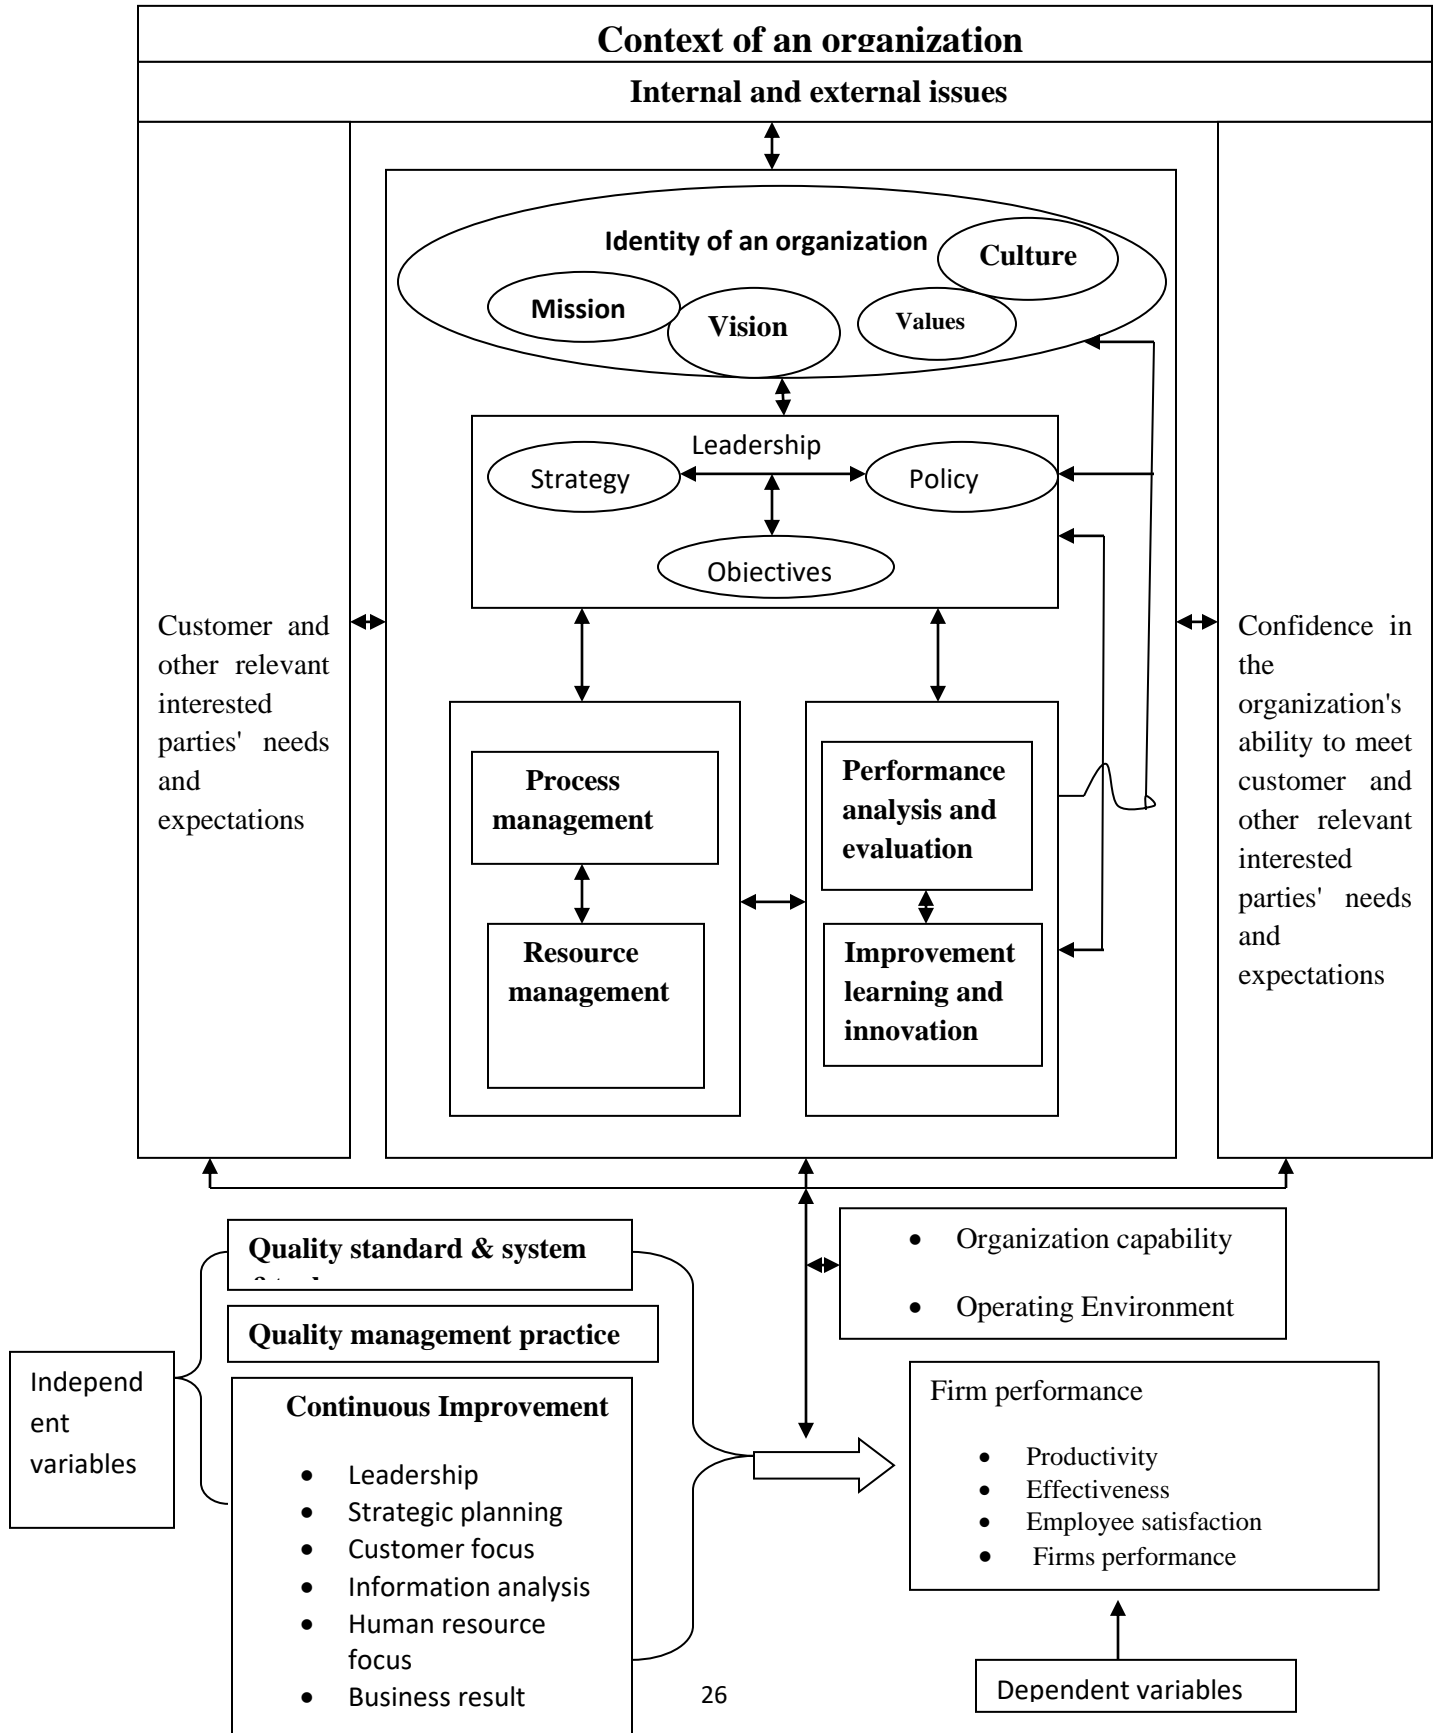 Context of an organization
Internal and external issues
Identity of an organization
Culture
Mission
Vision
Values
Leadership
Strategy
Policy
Objectives
Customer and
other relevant
interested
parties' needs
and
expectations
Confidence in
the
organization's
ability to meet
customer and
other relevant
interested
parties' needs
and
expectations
Process
management
Performance
analysis and
evaluation
Resource
management
Improvement
learning and
innovation
Quality standard & system
• Organization capability
• Operating Environment
Quality management practice
Independ
ent
variables
Continuous Improvement
• Leadership
• Strategic planning
• Customer focus
• Information analysis
• Human resource
focus
• Business result
Firm performance
• Productivity
• Effectiveness
• Employee satisfaction
• Firms performance
Dependent variables
26